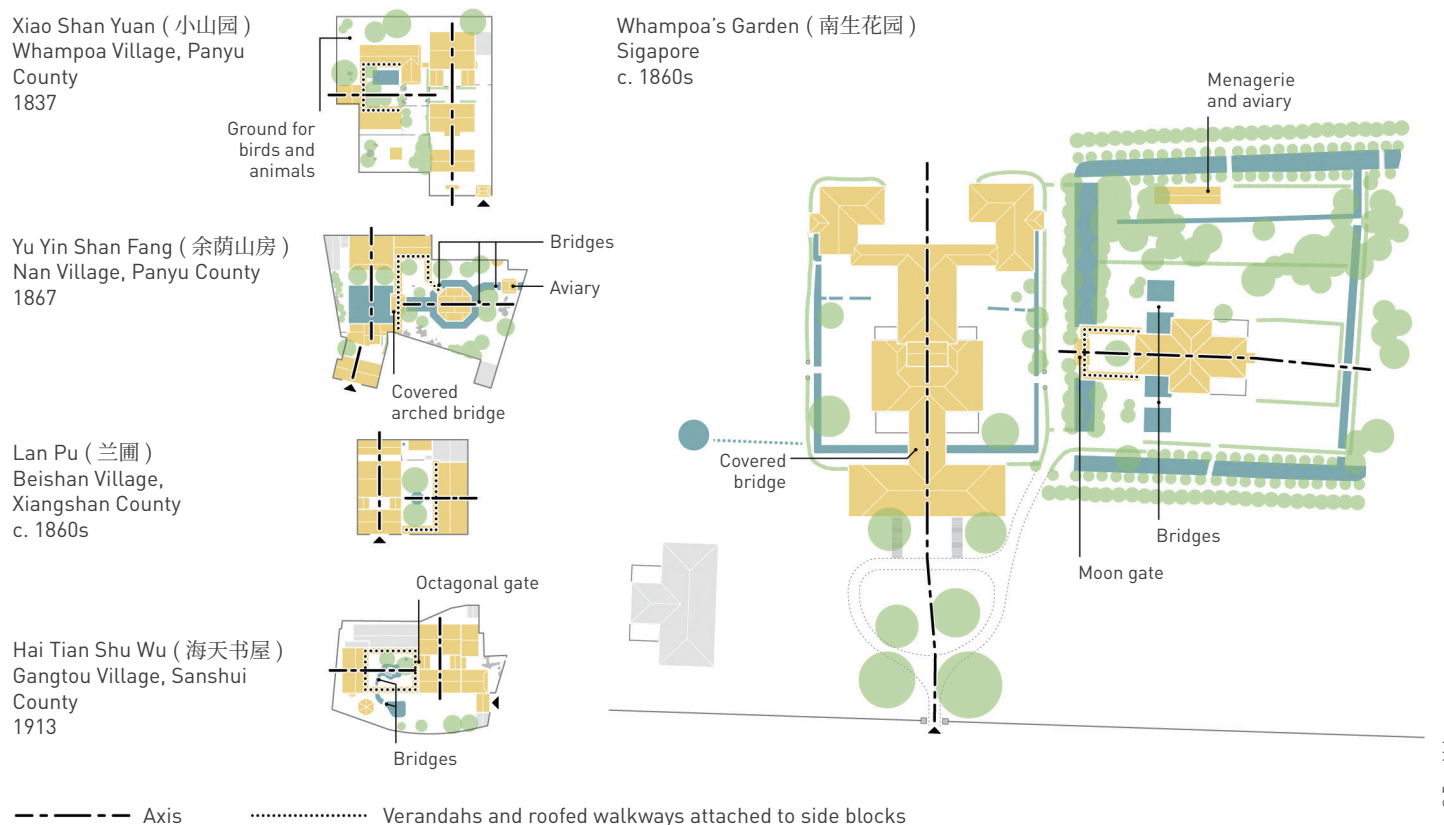 Xiao Shan Yuan ( 小山园 )
Whampoa Village, Panyu
County
1837
Ground for
birds and
animals
Yu Yin Shan Fang ( 余荫山房 )
Nan Village, Panyu County
1867
Bridges
Aviary
Covered
arched bridge
Lan Pu ( 兰圃 )
Beishan Village,
Xiangshan County
c. 1860s
Octagonal gate
Hai Tian Shu Wu ( 海天书屋 )
Gangtou Village, Sanshui
County
1913
Bridges
Whampoa's Garden ( 南生花园 )
Sigapore
c. 1860s
Menagerie
and aviary
Covered
bridge
Bridges
Moon gate
Axis
Verandahs and roofed walkways attached to side blocks